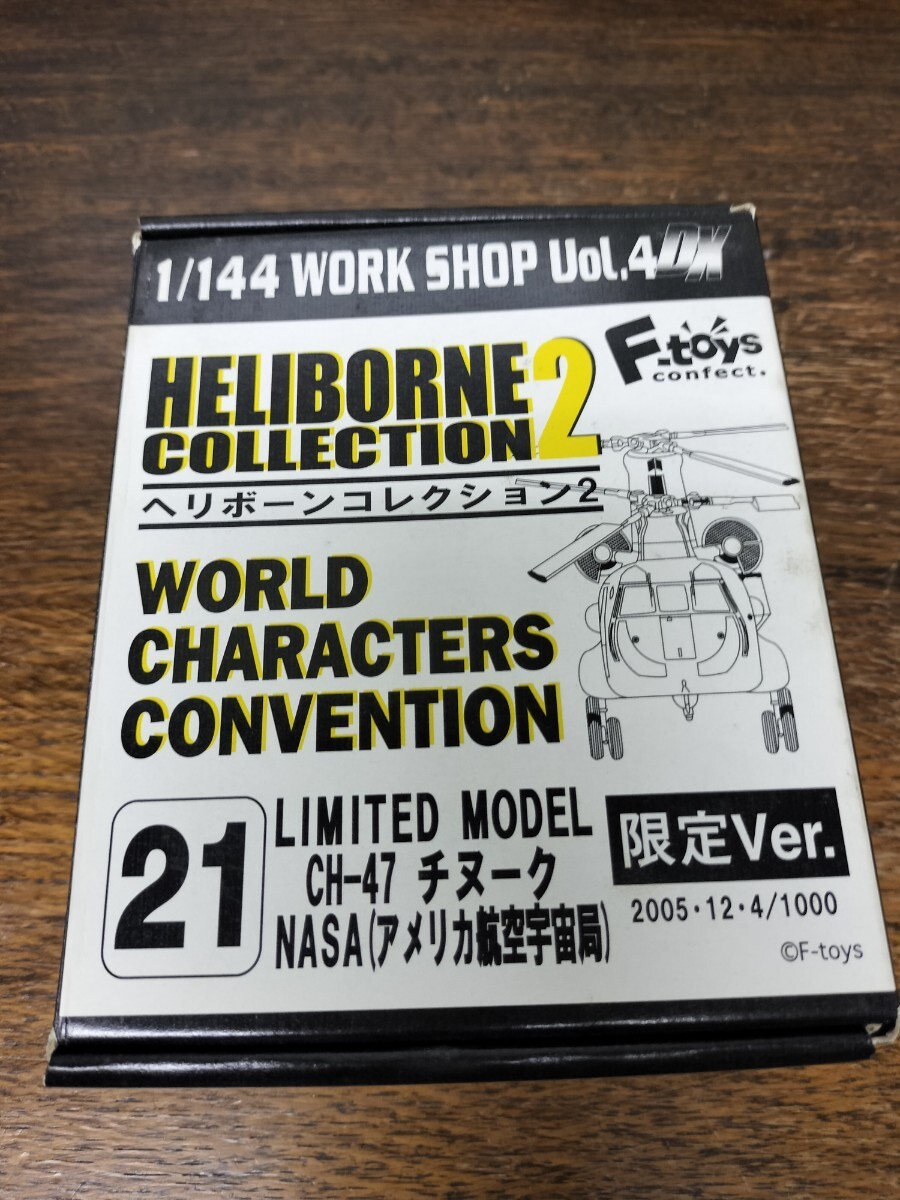 1/144 WORK SHOP Vol.4 DX
F-toys
confect.
HELIBORNE
COLLECTION 2
ヘリボーンコレクション2
WORLD
CHARACTERS
CONVENTION
21
LIMITED MODEL
CH-47 チヌーク
NASA(アメリカ航空宇宙局)
限定Ver.
2005・12・4/1000
©F-toys